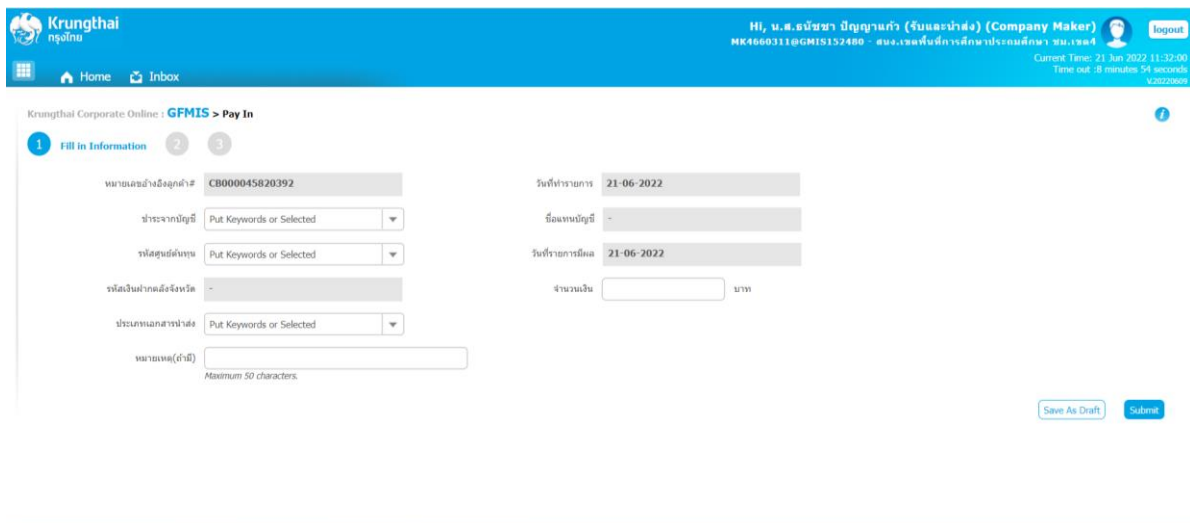 Krungthai
กรุงไทย
Hi, น.ส.ธนัชชา ปัญญาแก้ว (รับและนำส่ง) (Company Maker)
logout
MK4660311@GMIS152480 - สนง.เขตพื้นที่การศึกษาประถมศึกษา ชม.เขต4
Current Time: 21 Jun 2022 11:32:00
Home Inbox
Time out :8 minutes 54 seconds
V.20220609
Krungthai Corporate Online : GFMIS > Pay In
1 Fill in Information 2 3
หมายเลขอ้างอิงลูกค้า# CB000045820392 วันที่ทำรายการ 21-06-2022
ชำระจากบัญชี Put Keywords or Selected ชื่อแทนบัญชี -
รหัสศูนย์ต้นทุน Put Keywords or Selected วันที่รายการมีผล 21-06-2022
รหัสเงินฝากคลังจังหวัด - จำนวนเงิน บาท
ประเภทเอกสารนำส่ง Put Keywords or Selected
หมายเหตุ(ถ้ามี)
Maximum 50 characters.
Save As Draft Submit